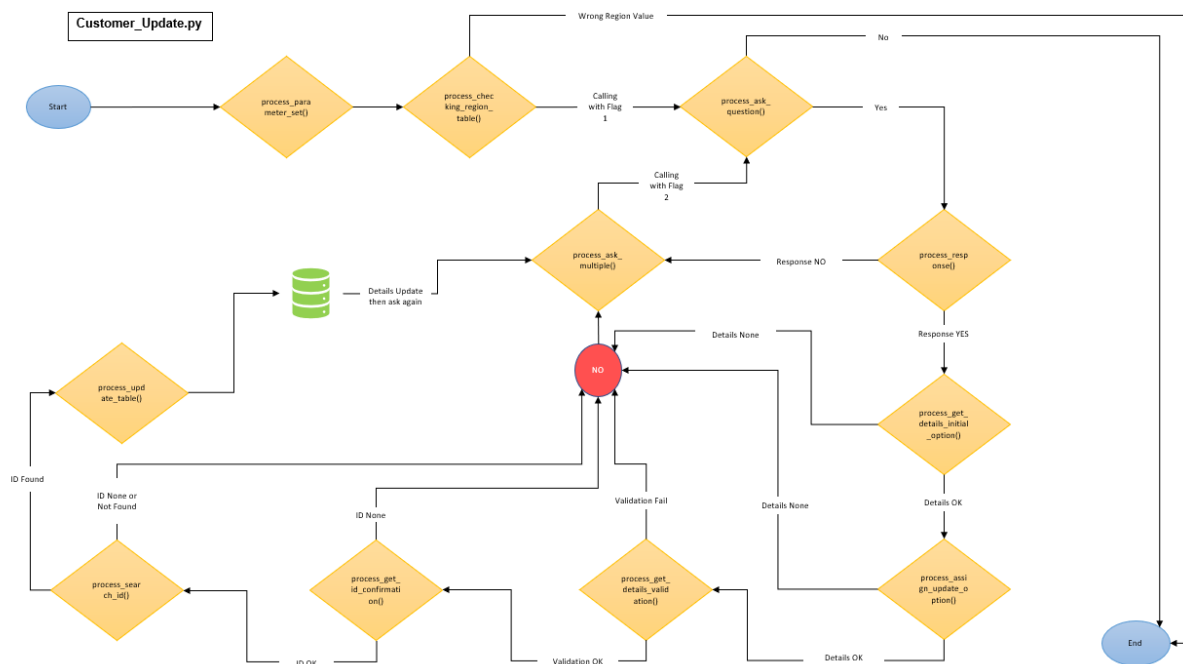 Customer_Update.py
Wrong Region Value
No
Start
process_para
meter_set()
process_chec
king_region_
table()
Calling
with Flag
1
process_ask_
question()
Yes
Calling
with Flag
2
process_ask_
multiple()
Response NO
process_resp
onse()
Details Update
then ask again
Response YES
Details None
NO
process_upd
ate_table()
process_get_
details_initial
_option()
ID Found
ID None or
Not Found
ID None
Validation Fail
Details None
Details OK
process_sear
ch_id()
process_get_
id_confirmati
on()
process_get_
details_valid
ation()
process_assi
gn_update_o
ption()
End
ID OK
Validation OK
Details OK